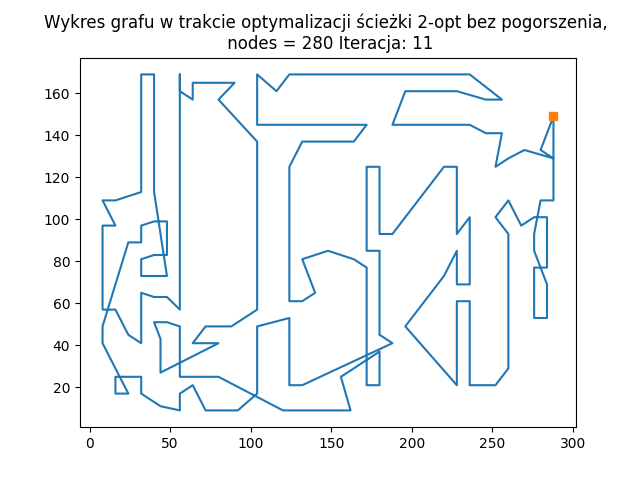 Wykres grafu w trakcie optymalizacji ścieżki 2-opt bez pogorszenia,
nodes = 280 Iteracja: 11
160
140
120
100
80
60
40
20
0 50 100 150 200 250 300